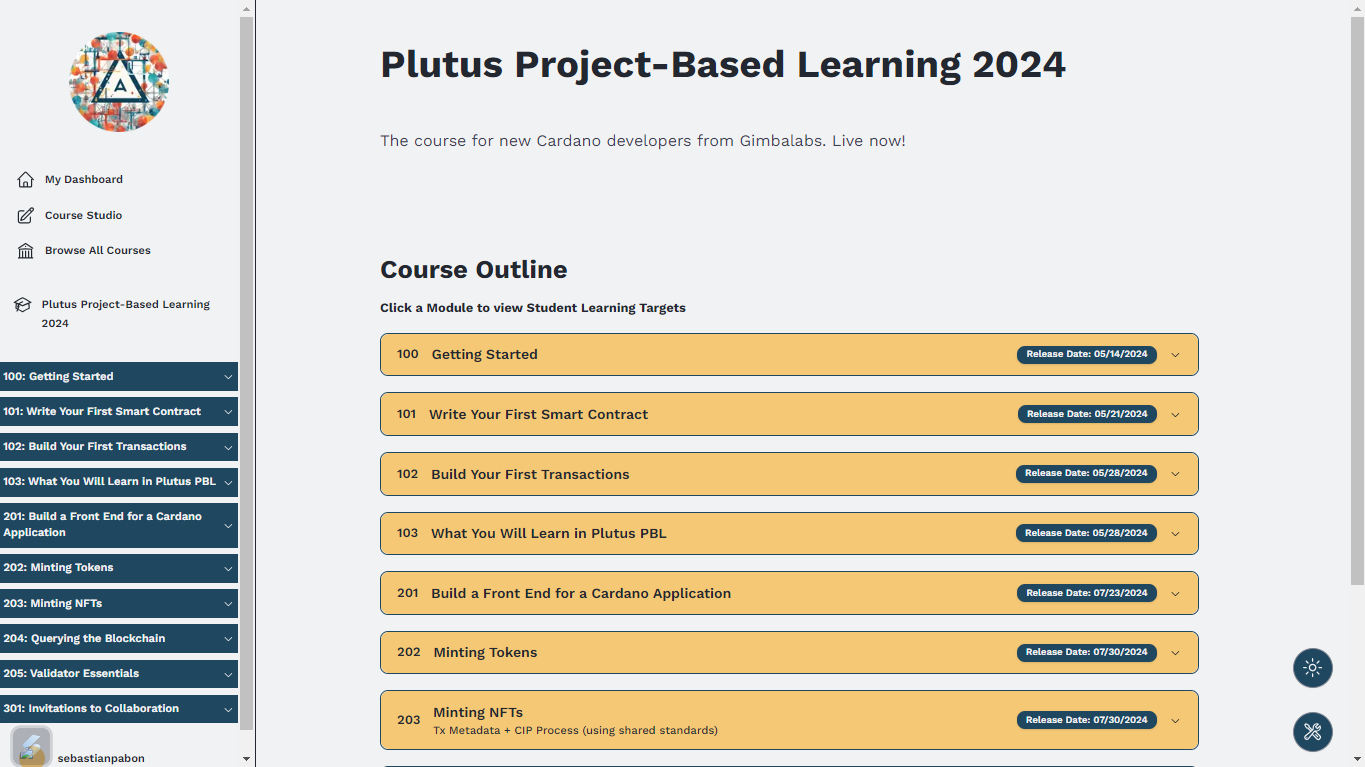 A
My Dashboard
Course Studio
Browse All Courses
Plutus Project-Based Learning
2024
100: Getting Started
101: Write Your First Smart Contract
102: Build Your First Transactions
103: What You Will Learn in Plutus PBL
201: Build a Front End for a Cardano
Application
202: Minting Tokens
203: Minting NFTs
204: Querying the Blockchain
205: Validator Essentials
301: Invitations to Collaboration
sebastianpabon
Plutus Project-Based Learning 2024
The course for new Cardano developers from Gimbalabs. Live now!
Course Outline
Click a Module to view Student Learning Targets
100 Getting Started Release Date: 05/14/2024
101 Write Your First Smart Contract Release Date: 05/21/2024
102 Build Your First Transactions Release Date: 05/28/2024
103 What You Will Learn in Plutus PBL Release Date: 05/28/2024
201 Build a Front End for a Cardano Application Release Date: 07/23/2024
202 Minting Tokens Release Date: 07/30/2024
203 Minting NFTs Release Date: 07/30/2024
Tx Metadata + CIP Process (using shared standards)